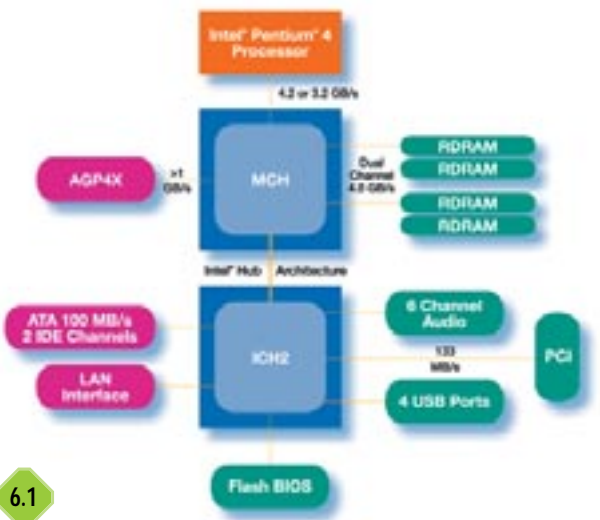 Intel® Pentium® 4
Processor
4.2 or 3.2 GB/s
AGP4X
>1
GB/s
MCH
Dual
Channel
GB/s
RDRAM
RDRAM
RDRAM
RDRAM
Intel® Hub Architecture
ATA 100 MB/s
2 IDE Channels
LAN
Interface
ICH2
6 Channel
Audio
133
MB/s
PCI
4 USB Ports
Flash BIOS
6.1